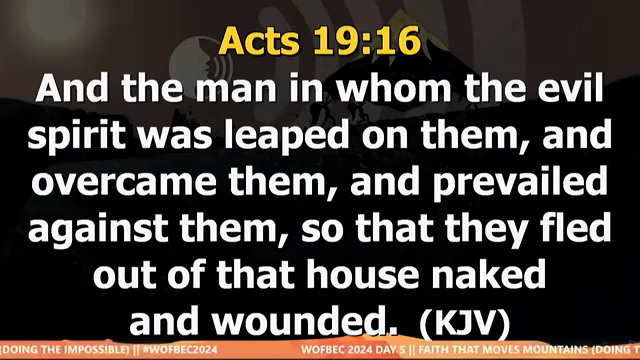 Acts 19:16
And the man in whom the evil
spirit was leaped on them, and
overcame them, and prevailed
against them, so that they fled
out of that house naked
and wounded. (KJV)
(DOING THE IMPOSSIBLE) || #WOFBEC2024 WOFBEC 2024 DAY 5 || FAITH THAT MOVES MOUNTAINS (DOING T